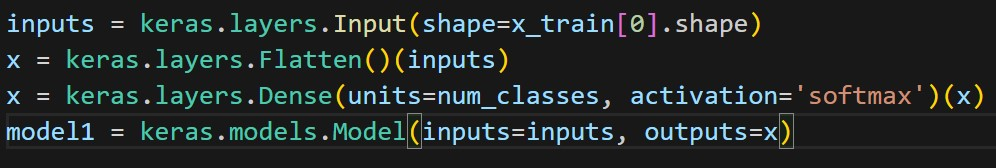 inputs = keras.layers.Input(shape=x_train[0].shape)
x = keras.layers.Flatten()(inputs)
x = keras.layers.Dense(units=num_classes, activation='softmax')(x)
model1 = keras.models.Model(inputs=inputs, outputs=x)